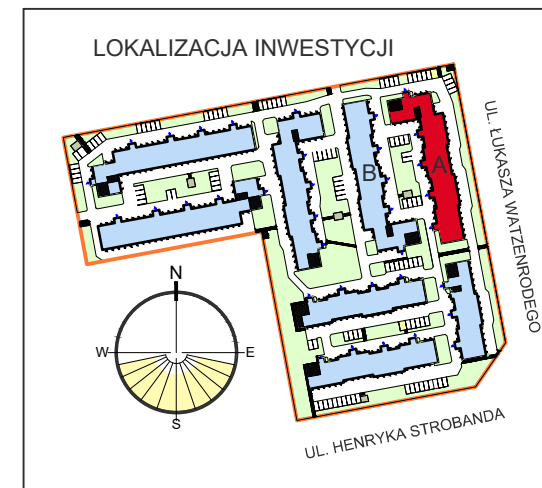 LOKALIZACJA INWESTYCJI
UL. ŁUKASZA WATZENRODEGO
A
B
N
W
E
S
UL. HENRYKA STROBANDA